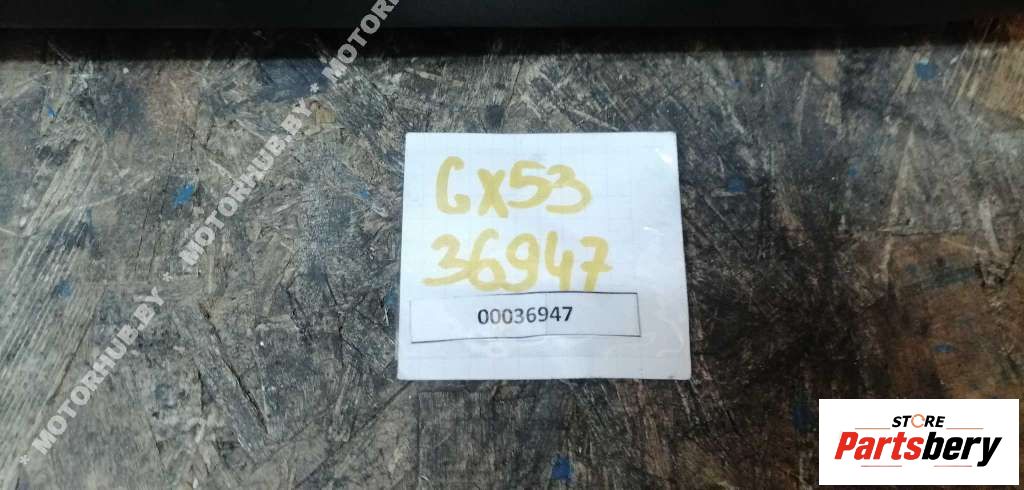 * MOTORHUB.BY * MOTORHUB.BY * MOTORHUB.BY
GX53
36947
00036947
STORE
Partsbery